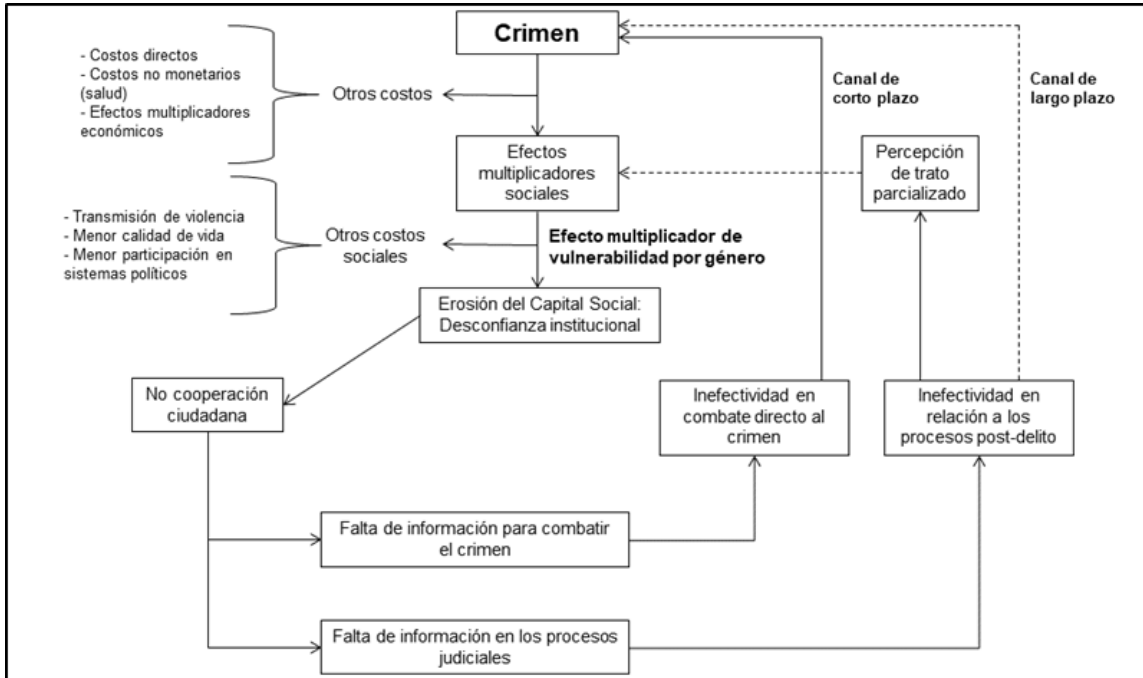 Crimen
- Costos directos
- Costos no monetarios
(salud)
- Efectos multiplicadores
económicos
Otros costos
Canal de
corto plazo
Canal de
largo plazo
Efectos
multiplicadores
sociales
Percepción
de trato
parcializado
- Transmisión de violencia
- Menor calidad de vida
- Menor participación en
sistemas políticos
Otros costos
sociales
Efecto multiplicador de
vulnerabilidad por género
Erosión del Capital Social:
Desconfianza institucional
No cooperación
ciudadana
Inefectividad en
combate directo al
crimen
Inefectividad en
relación a los
procesos post-delito
Falta de información para combatir
el crimen
Falta de información en los procesos
judiciales